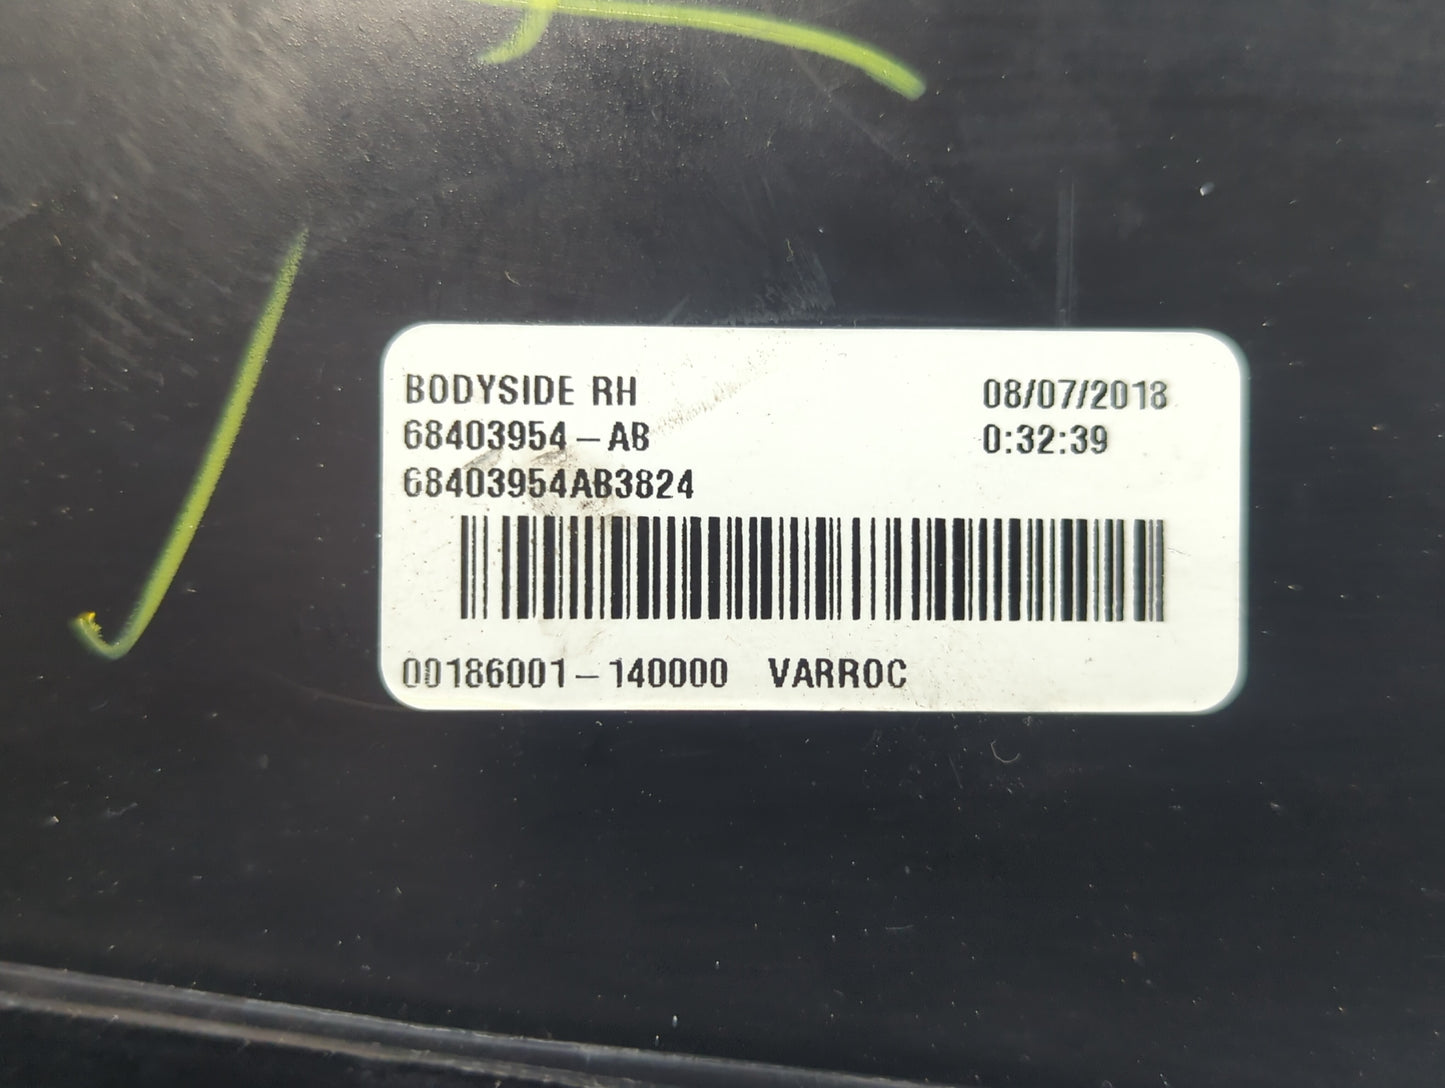 BODYSIDE RH 08/07/2018
68403954-AB 0:32:39
68403954AB3824
00186001-140000 VARROC